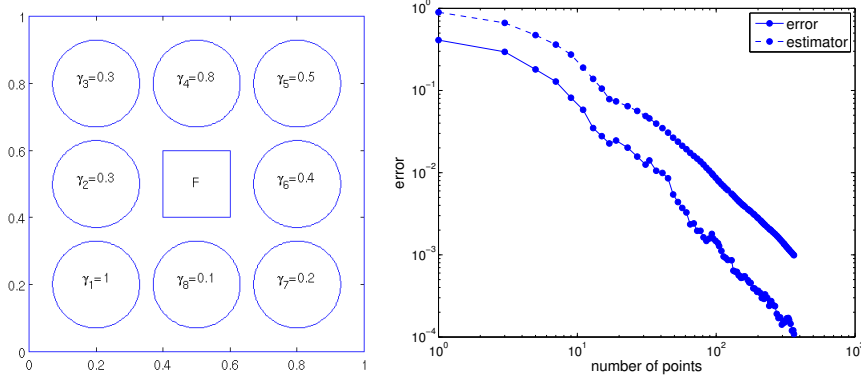 1
0.8
0.6
0.4
0.2
0
0
0.2
0.4
0.6
0.8
1
γ3=0.3
γ4=0.8
γ5=0.5
γ2=0.3
F
γ6=0.4
γ1=1
γ8=0.1
γ7=0.2
10^0
10^-1
10^-2
10^-3
10^-4
error
error
estimator
10^0
10^1
10^2
10^3
number of points